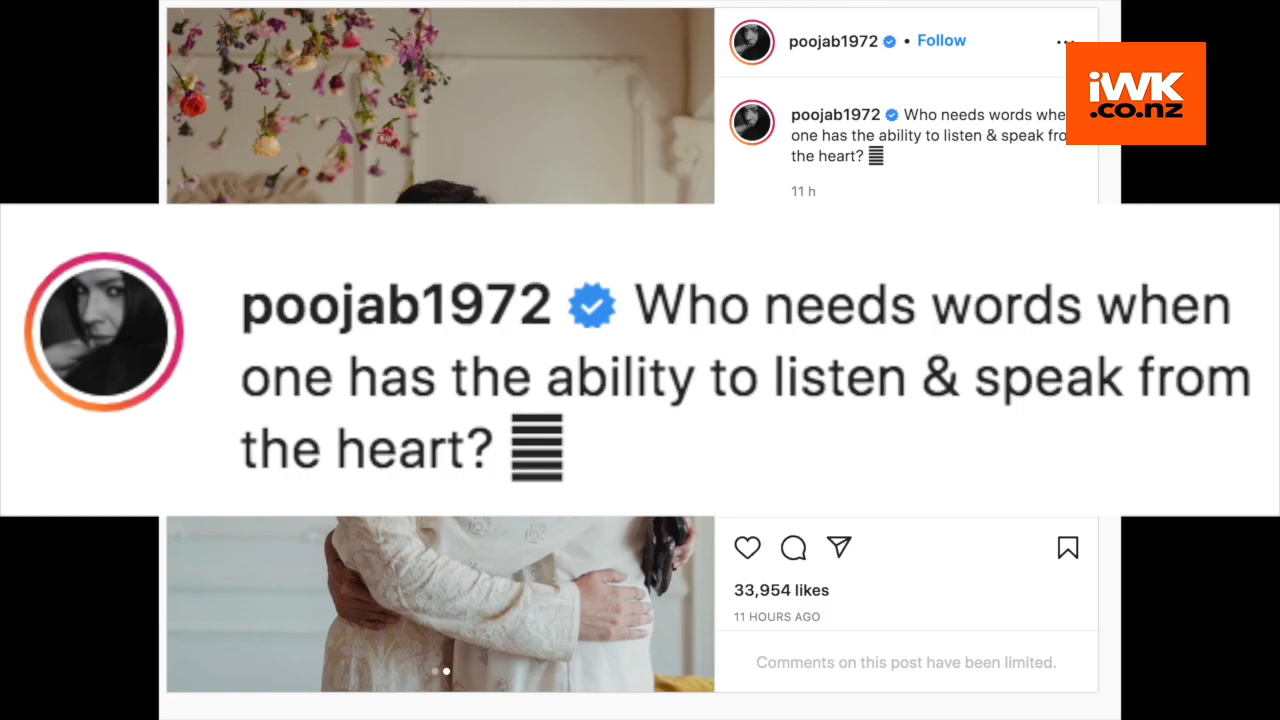 poojab1972 • Follow
iWK
.co.nz
poojab1972 Who needs words whe
one has the ability to listen & speak fro
the heart?
11 h
poojab1972 Who needs words when
one has the ability to listen & speak from
the heart?
33,954 likes
11 HOURS AGO
Comments on this post have been limited.